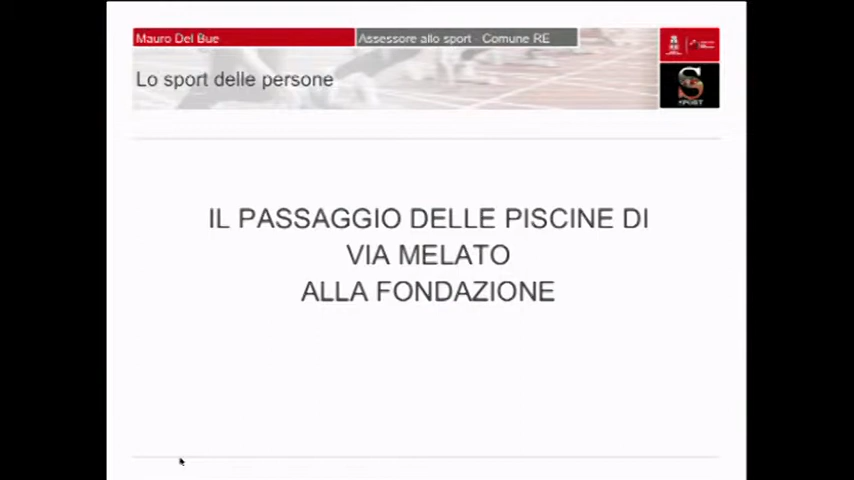 Mauro Del Bue
Assessore allo sport - Comune RE
Lo sport delle persone
S
SPORT
IL PASSAGGIO DELLE PISCINE DI
VIA MELATO
ALLA FONDAZIONE